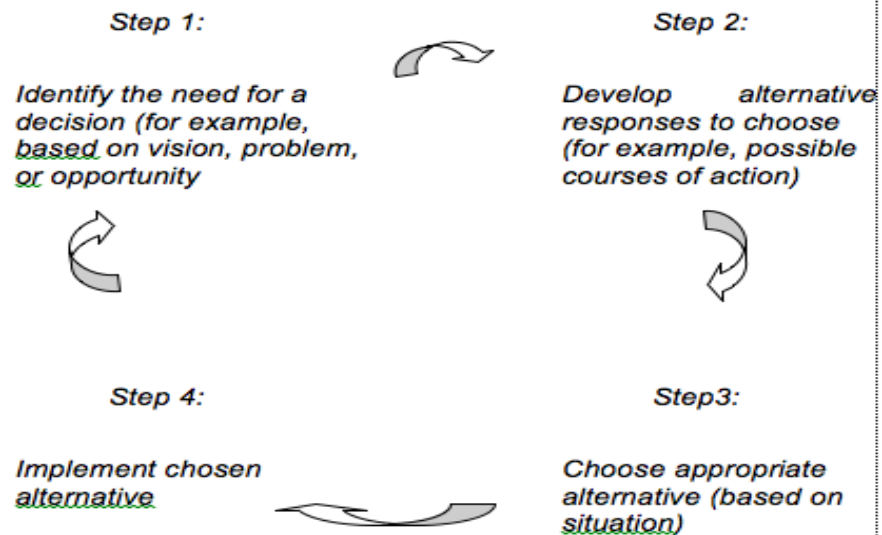 Step 1:
Identify the need for a
decision (for example,
based on vision, problem,
or opportunity
Step 2:
Develop alternative
responses to choose
(for example, possible
courses of action)
Step3:
Choose appropriate
alternative (based on
situation)
Step 4:
Implement chosen
alternative